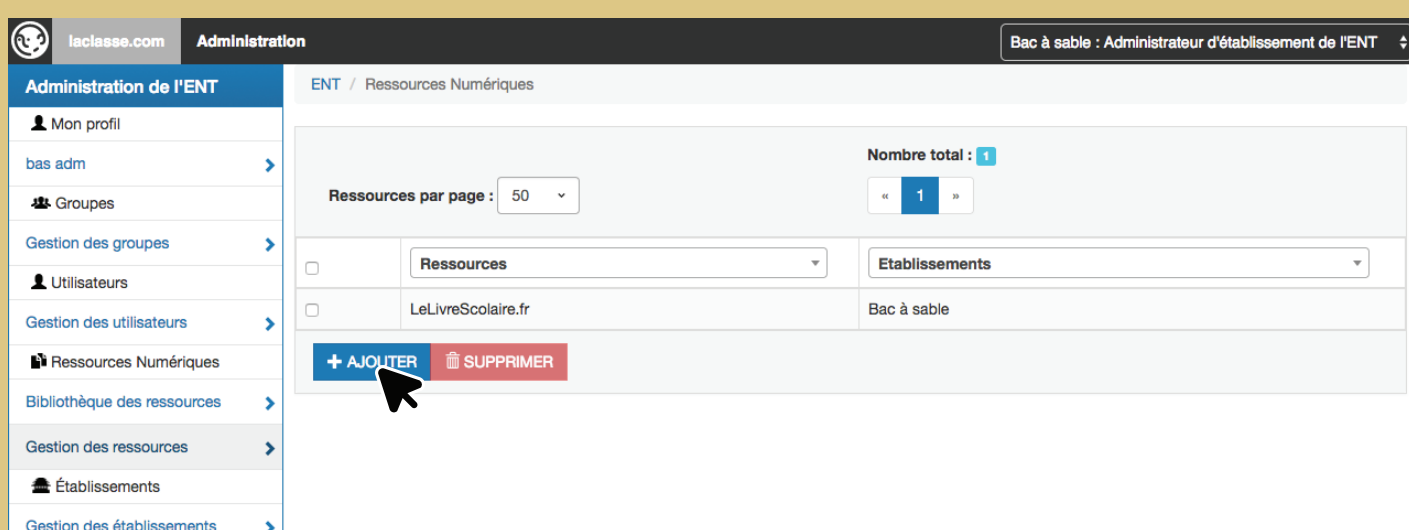 laclasse.com Administration Bac à sable : Administrateur d'établissement de l'ENT
Administration de l'ENT
Mon profil
bas adm
Groupes
Gestion des groupes
Utilisateurs
Gestion des utilisateurs
Ressources Numériques
Bibliothèque des ressources
Gestion des ressources
Établissements
Gestion des établissements
ENT / Ressources Numériques
Nombre total : 1
Ressources par page : 50
« 1 »
Ressources Etablissements
LeLivreScolaire.fr Bac à sable
+ AJOUTER SUPPRIMER